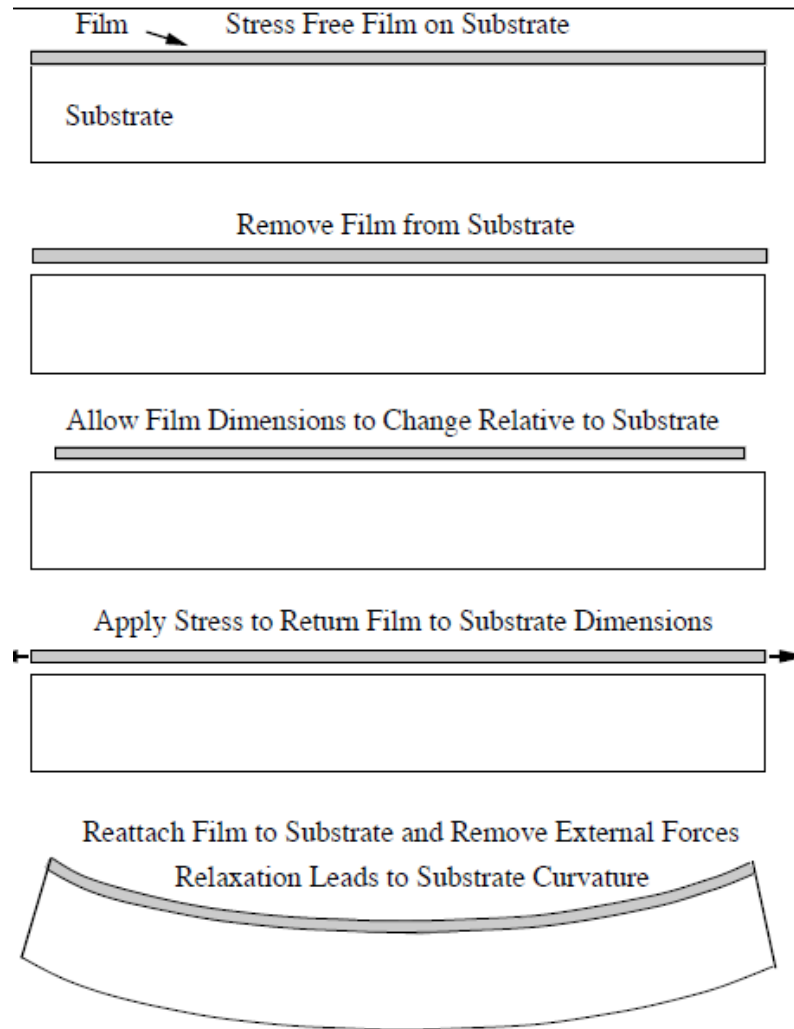 Film
Stress Free Film on Substrate
Substrate
Remove Film from Substrate
Allow Film Dimensions to Change Relative to Substrate
Apply Stress to Return Film to Substrate Dimensions
Reattach Film to Substrate and Remove External Forces
Relaxation Leads to Substrate Curvature